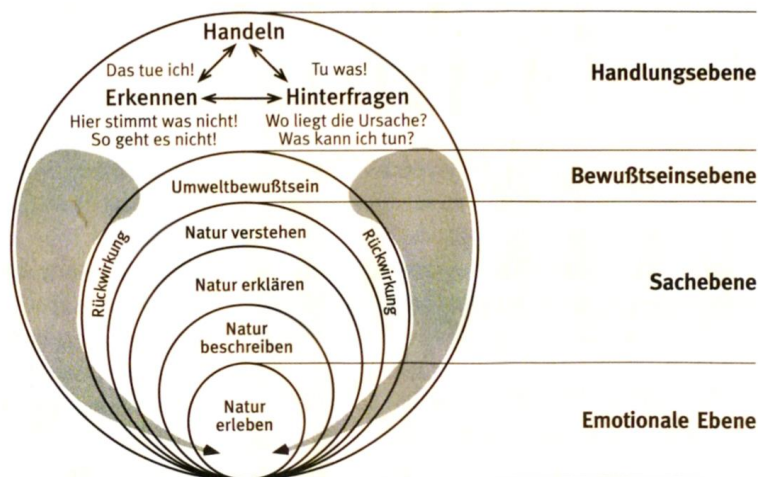 Handeln
Das tue ich!
Tu was!
Handlungsebene
Erkennen
Hinterfragen
Hier stimmt was nicht!
So geht es nicht!
Wo liegt die Ursache?
Was kann ich tun?
Bewußtseinsebene
Umweltbewußtsein
Natur verstehen
Rückwirkung
Rückwirkung
Natur erklären
Sachebene
Natur
beschreiben
Natur
erleben
Emotionale Ebene